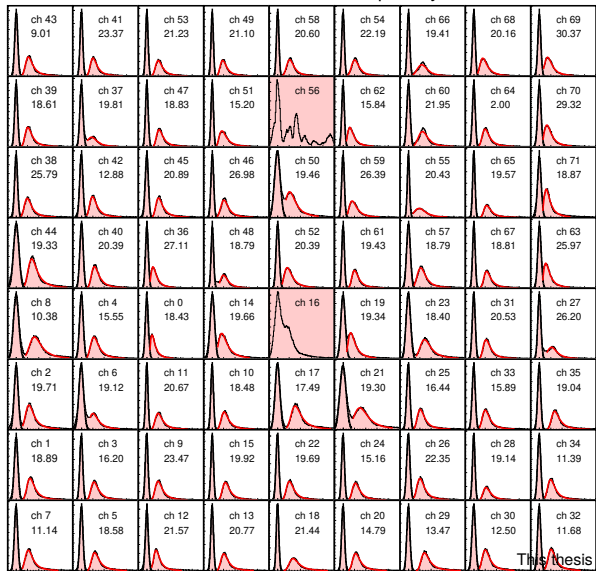 ch 43 ch 41 ch 53 ch 49 ch 58 ch 54 ch 66 ch 68 ch 69
9.01 23.37 21.23 21.10 20.60 22.19 19.41 20.16 30.37
ch 39 ch 37 ch 47 ch 51 ch 56 ch 62 ch 60 ch 64 ch 70
18.61 19.81 18.83 15.20 15.84 21.95 2.00 29.32
ch 38 ch 42 ch 45 ch 46 ch 50 ch 59 ch 55 ch 65 ch 71
25.79 12.88 20.89 26.98 19.46 26.39 20.43 19.57 18.87
ch 44 ch 40 ch 36 ch 48 ch 52 ch 61 ch 57 ch 67 ch 63
19.33 20.39 27.11 18.79 20.39 19.43 18.79 18.81 25.97
ch 8 ch 4 ch 0 ch 14 ch 16 ch 19 ch 23 ch 31 ch 27
10.38 15.55 18.43 19.66 19.34 18.40 20.53 26.20
ch 2 ch 6 ch 11 ch 10 ch 17 ch 21 ch 25 ch 33 ch 35
19.71 19.12 20.67 18.48 17.49 19.30 16.44 15.89 19.04
ch 1 ch 3 ch 9 ch 15 ch 22 ch 24 ch 26 ch 28 ch 34
18.89 16.20 23.47 19.92 19.69 15.16 22.35 19.14 11.39
ch 7 ch 5 ch 12 ch 13 ch 18 ch 20 ch 29 ch 30 ch 32
11.14 18.58 21.57 20.77 21.44 14.79 13.47 12.50 11.68
This thesis